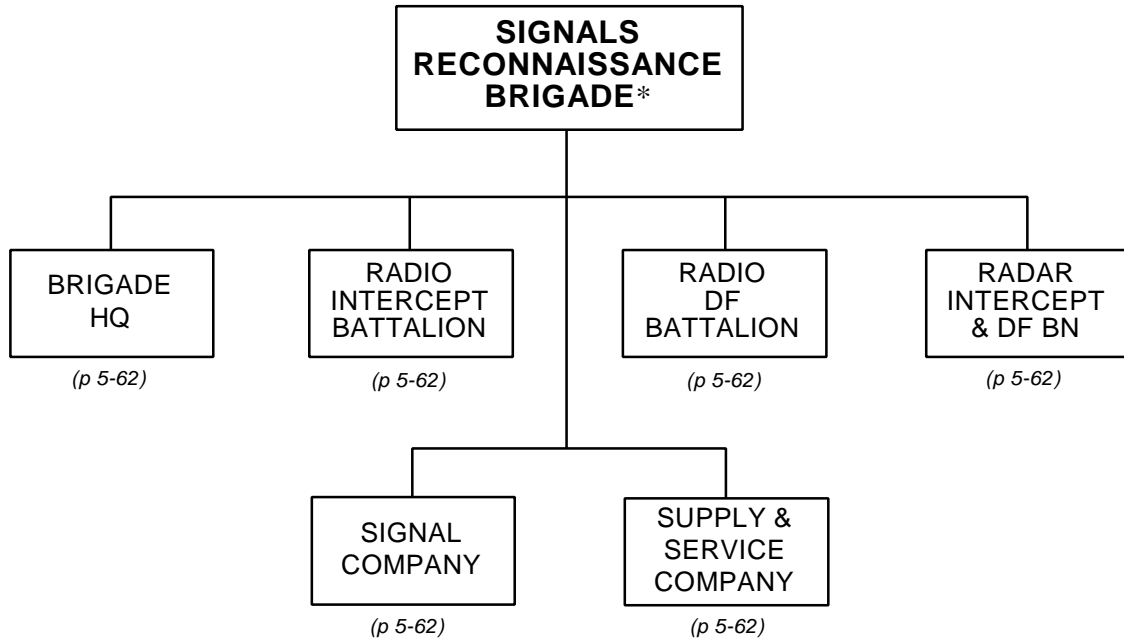 SIGNALS
RECONNAISSANCE
BRIGADE*
BRIGADE
HQ
(p 5-62)
RADIO
INTERCEPT
BATTALION
(p 5-62)
RADIO
DF
BATTALION
(p 5-62)
RADAR
INTERCEPT
& DF BN
(p 5-62)
SIGNAL
COMPANY
(p 5-62)
SUPPLY &
SERVICE
COMPANY
(p 5-62)